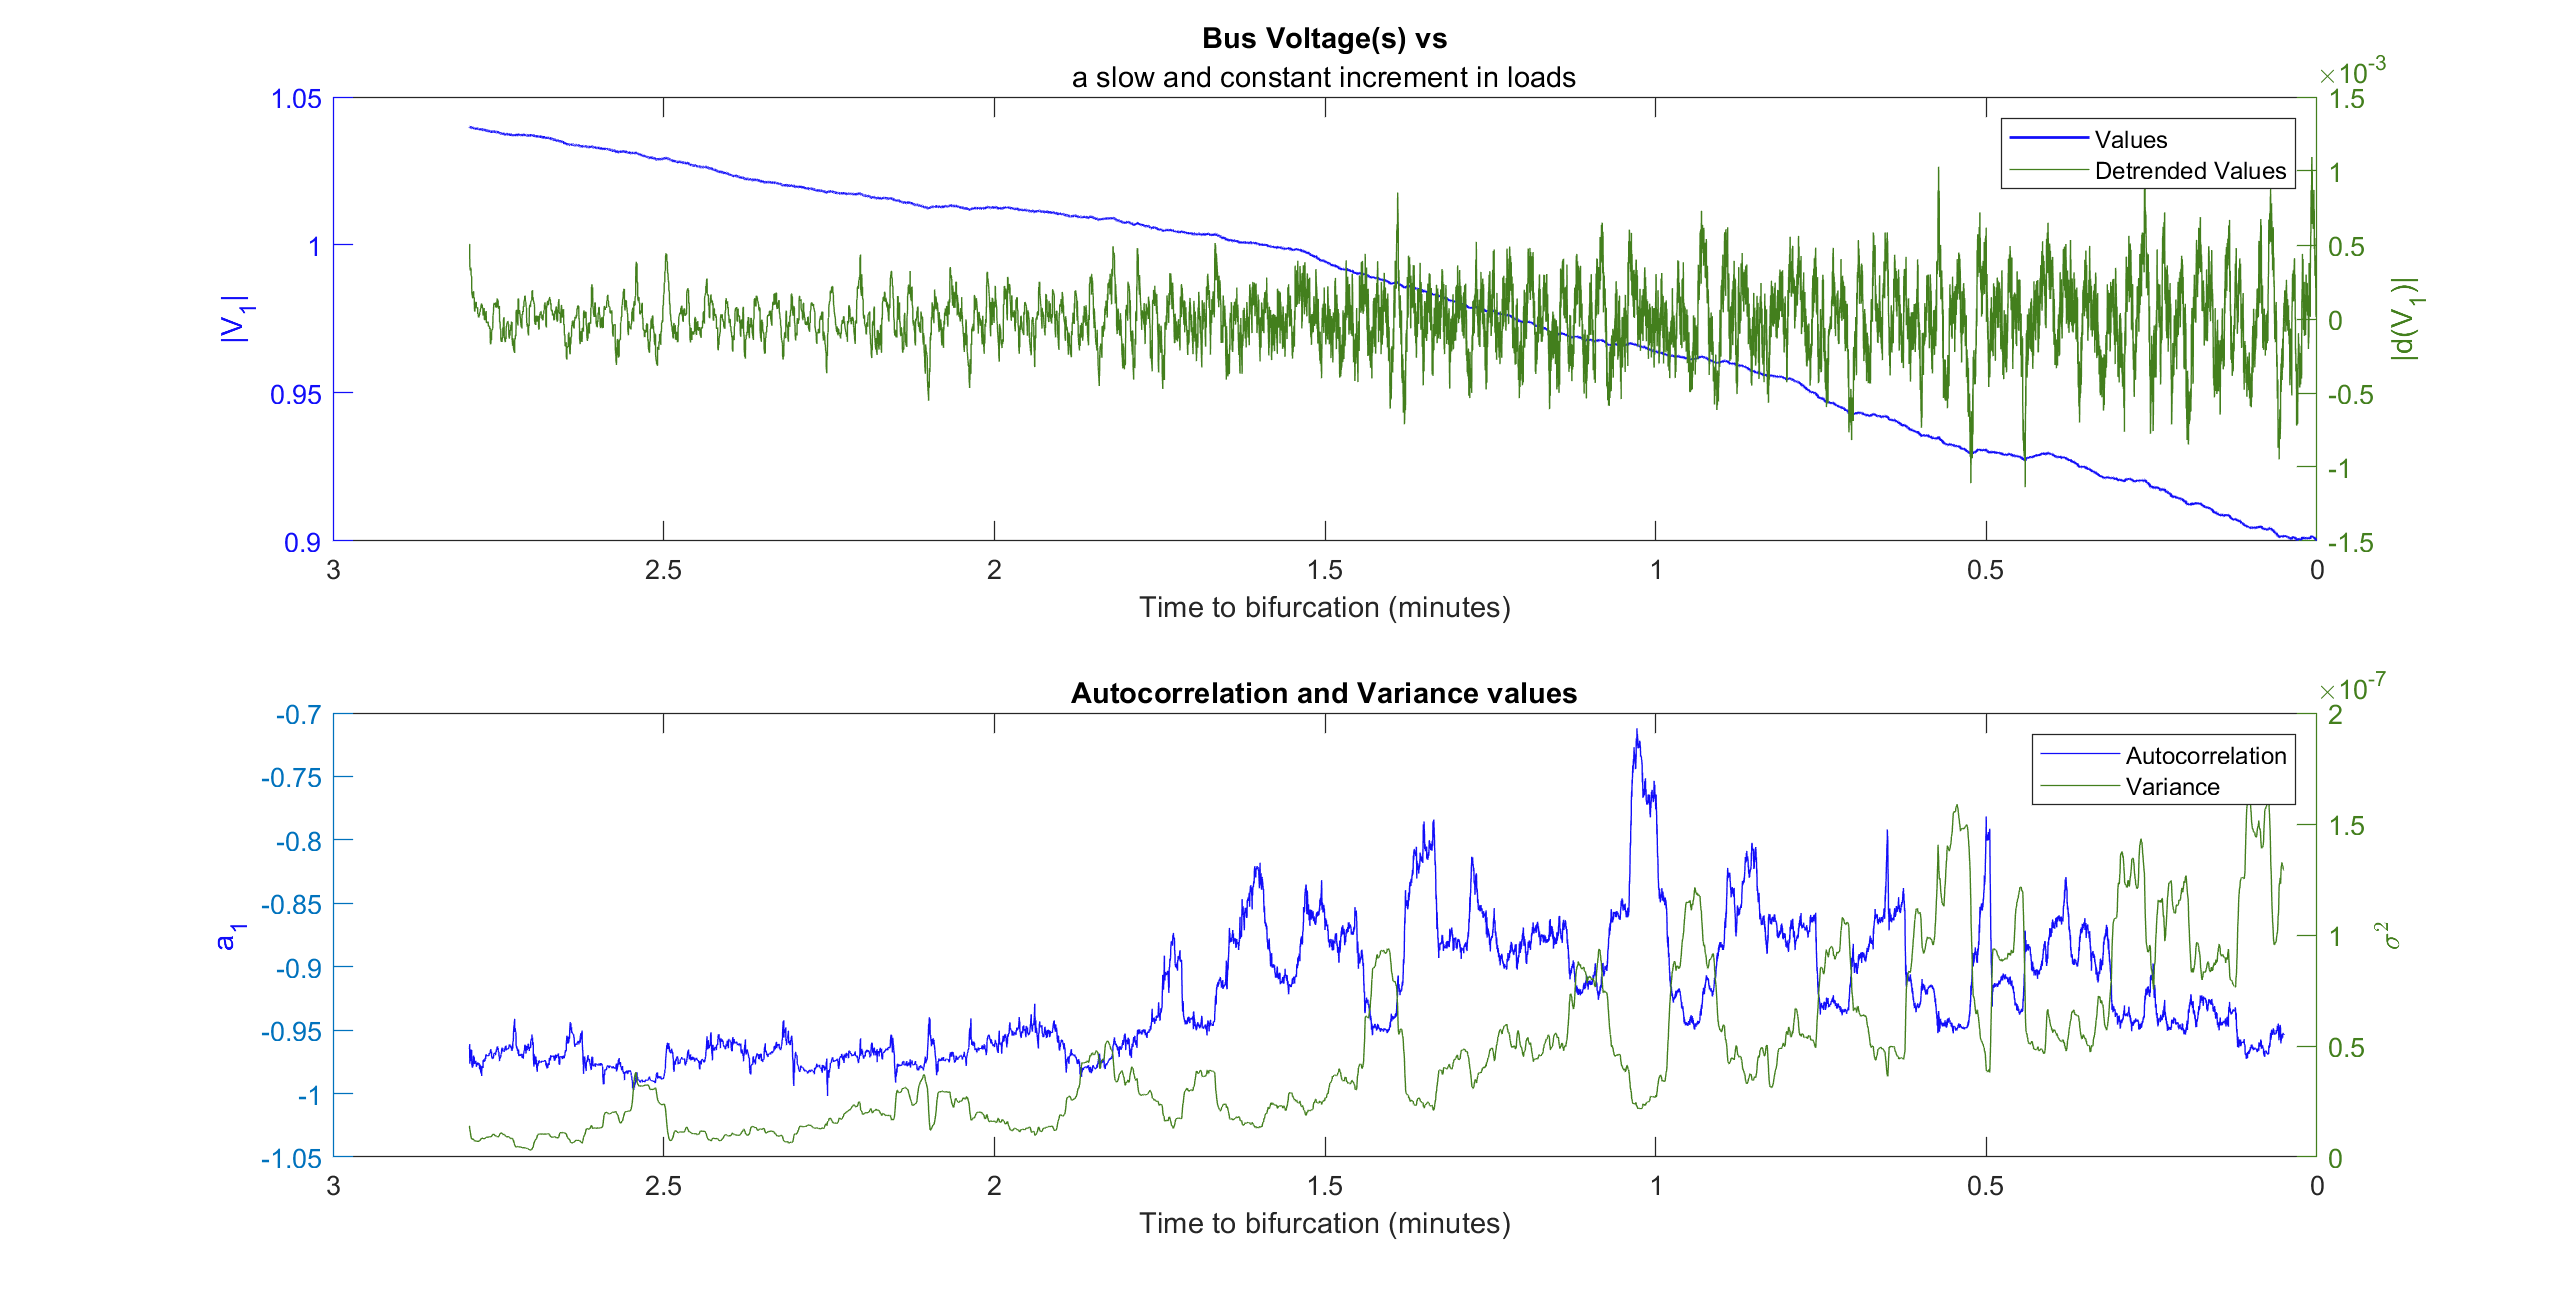 Bus Voltage(s) vs
a slow and constant increment in loads
×10-3
1.05
1
0.95
0.9
|V1|
1.5
1
0.5
0
-0.5
-1
-1.5
|d(V1)|
Values
Detrended Values
3 2.5 2 1.5 1 0.5 0
Time to bifurcation (minutes)
Autocorrelation and Variance values
×10-7
-0.7
-0.75
-0.8
-0.85
-0.9
-0.95
-1
-1.05
a1
2
1.5
1
0.5
0
σ2
Autocorrelation
Variance
3 2.5 2 1.5 1 0.5 0
Time to bifurcation (minutes)